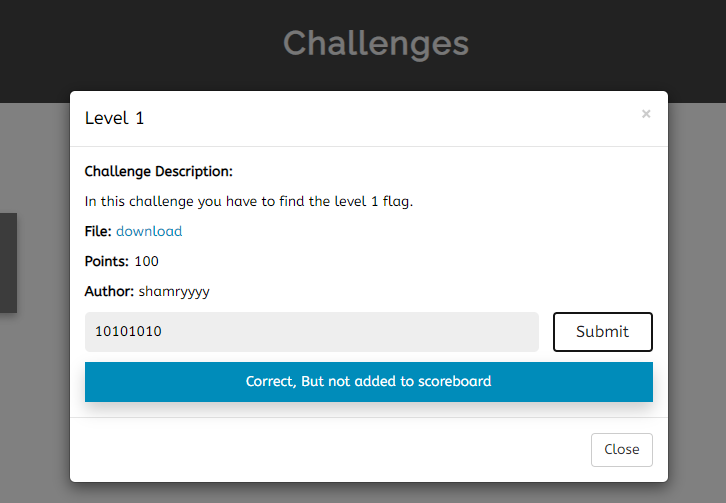 Challenges
Level 1
×
Challenge Description:
In this challenge you have to find the level 1 flag.
File: download
Points: 100
Author: shamryyyy
10101010
Submit
Correct, But not added to scoreboard
Close